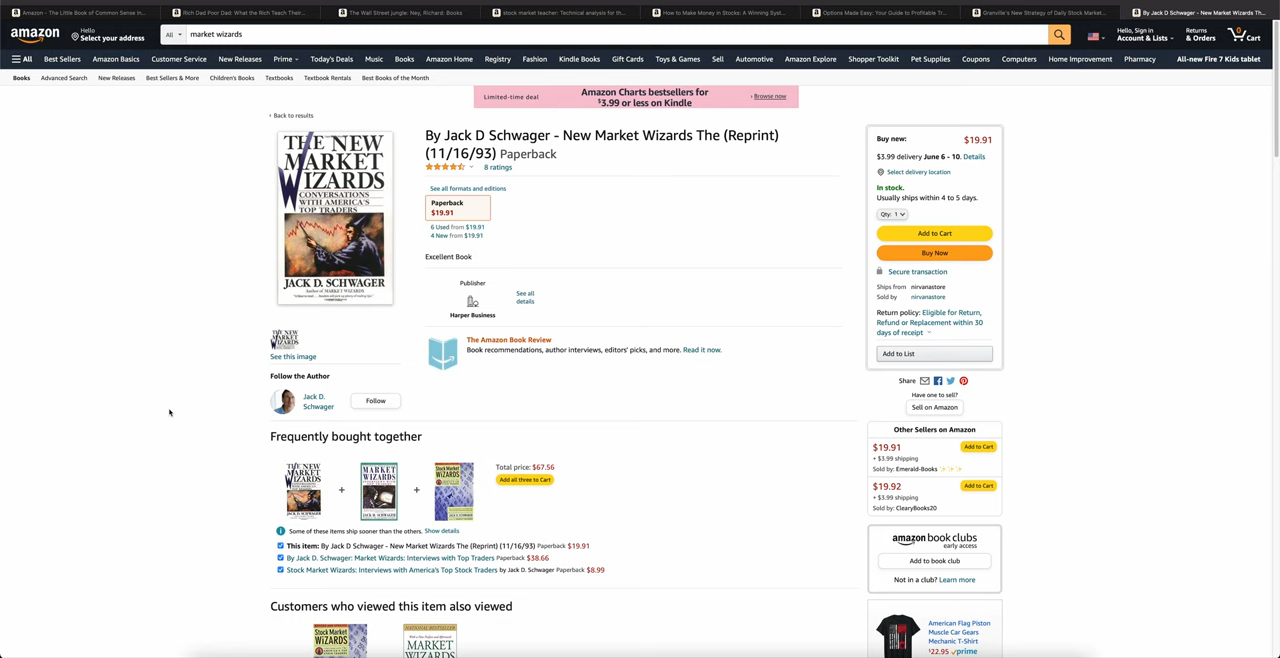 Amazon - The Little Book of Common Sense In...
Rich Dad Poor Dad: What the Rich Teach Their...
The Wall Street Jungle: Ney, Richard: Books
stock market teacher: Technical analysis for th...
How to Make Money in Stocks: A Winning Syst...
Options Made Easy: Your Guide to Profitable Tr...
Granville's New Strategy of Daily Stock Market...
By Jack D Schwager - New Market Wizards Th...
amazon
Hello
Select your address
All
market wizards
Hello, Sign in
Account & Lists
Returns
& Orders
0
Cart
All
Best Sellers
Amazon Basics
Customer Service
New Releases
Prime
Today's Deals
Music
Books
Amazon Home
Registry
Fashion
Kindle Books
Gift Cards
Toys & Games
Sell
Automotive
Amazon Explore
Shopper Toolkit
Pet Supplies
Coupons
Computers
Home Improvement
Pharmacy
All-new Fire 7 Kids tablet
Books
Advanced Search
New Releases
Best Sellers & More
Children's Books
Textbooks
Textbook Rentals
Best Books of the Month
Limited-time deal
Amazon Charts bestsellers for
$3.99 or less on Kindle
› Browse now
‹ Back to results
THE NEW
MARKET
WIZARDS
CONVERSATIONS
WITH AMERICA'S
TOP TRADERS
JACK D. SCHWAGER
By Jack D Schwager - New Market Wizards The (Reprint)
(11/16/93) Paperback
8 ratings
See all formats and editions
Paperback
$19.91
6 Used from $19.91
4 New from $19.91
Excellent Book
Publisher
Harper Business
See all
details
The Amazon Book Review
Book recommendations, author interviews, editors' picks, and more. Read it now.
See this image
Follow the Author
Jack D.
Schwager
Follow
Frequently bought together
THE NEW
MARKET
WIZARDS
+
MARKET
WIZARDS
+
Stock Market
WIZARDS
Total price: $67.56
Add all three to Cart
Some of these items ship sooner than the others. Show details
This item: By Jack D Schwager - New Market Wizards The (Reprint) (11/16/93) Paperback $19.91
By Jack D. Schwager: Market Wizards: Interviews with Top Traders Paperback $38.66
Stock Market Wizards: Interviews with America's Top Stock Traders by Jack D. Schwager Paperback $8.99
Customers who viewed this item also viewed
Stock Market
WIZARDS
NATIONAL BESTSELLER
MARKET
WIZARDS
Buy new:
$19.91
$3.99 delivery June 6 - 10. Details
Select delivery location
In stock.
Usually ships within 4 to 5 days.
Qty: 1
Add to Cart
Buy Now
Secure transaction
Ships from nirvanastore
Sold by nirvanastore
Return policy: Eligible for Return,
Refund or Replacement within 30
days of receipt
Add to List
Share
Have one to sell?
Sell on Amazon
Other Sellers on Amazon
$19.91
Add to Cart
+ $3.99 shipping
Sold by: Emerald-Books
$19.92
Add to Cart
+ $3.99 shipping
Sold by: ClearyBooks20
amazon book clubs
early access
Add to book club
Not in a club? Learn more
American Flag Piston
Muscle Car Gears
Mechanic T-Shirt
$22.95 prime